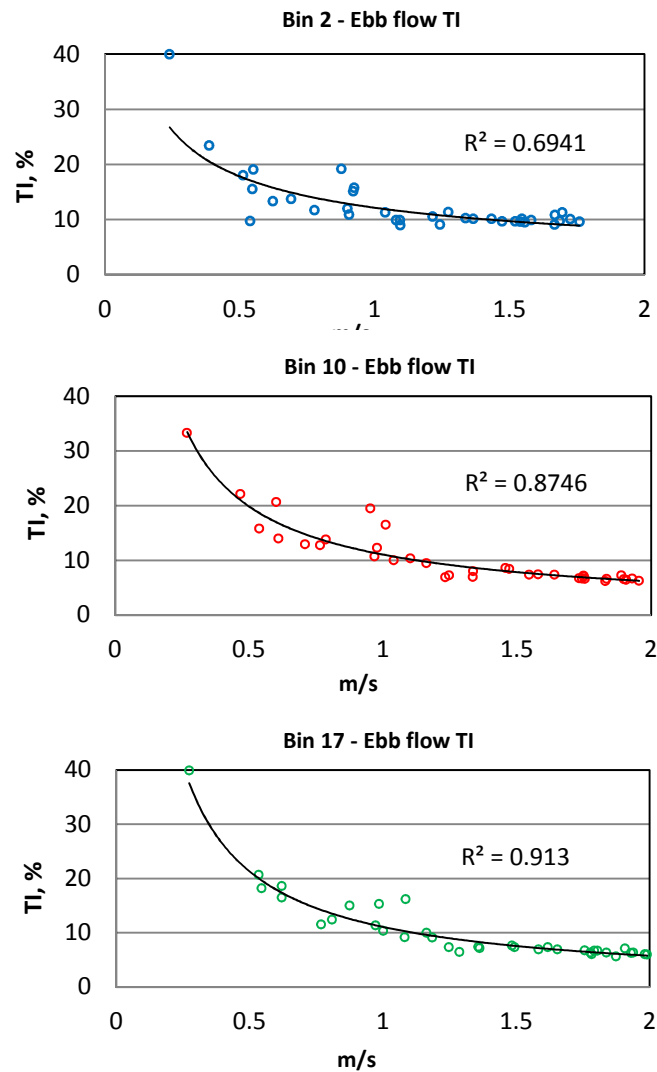 Bin 2 - Ebb flow TI
40
30
20
10
0
TI, %
R² = 0.6941
0 0.5 1 1.5 2
m/s
Bin 10 - Ebb flow TI
40
30
20
10
0
TI, %
R² = 0.8746
0 0.5 1 1.5 2
m/s
Bin 17 - Ebb flow TI
40
30
20
10
0
TI, %
R² = 0.913
0 0.5 1 1.5 2
m/s